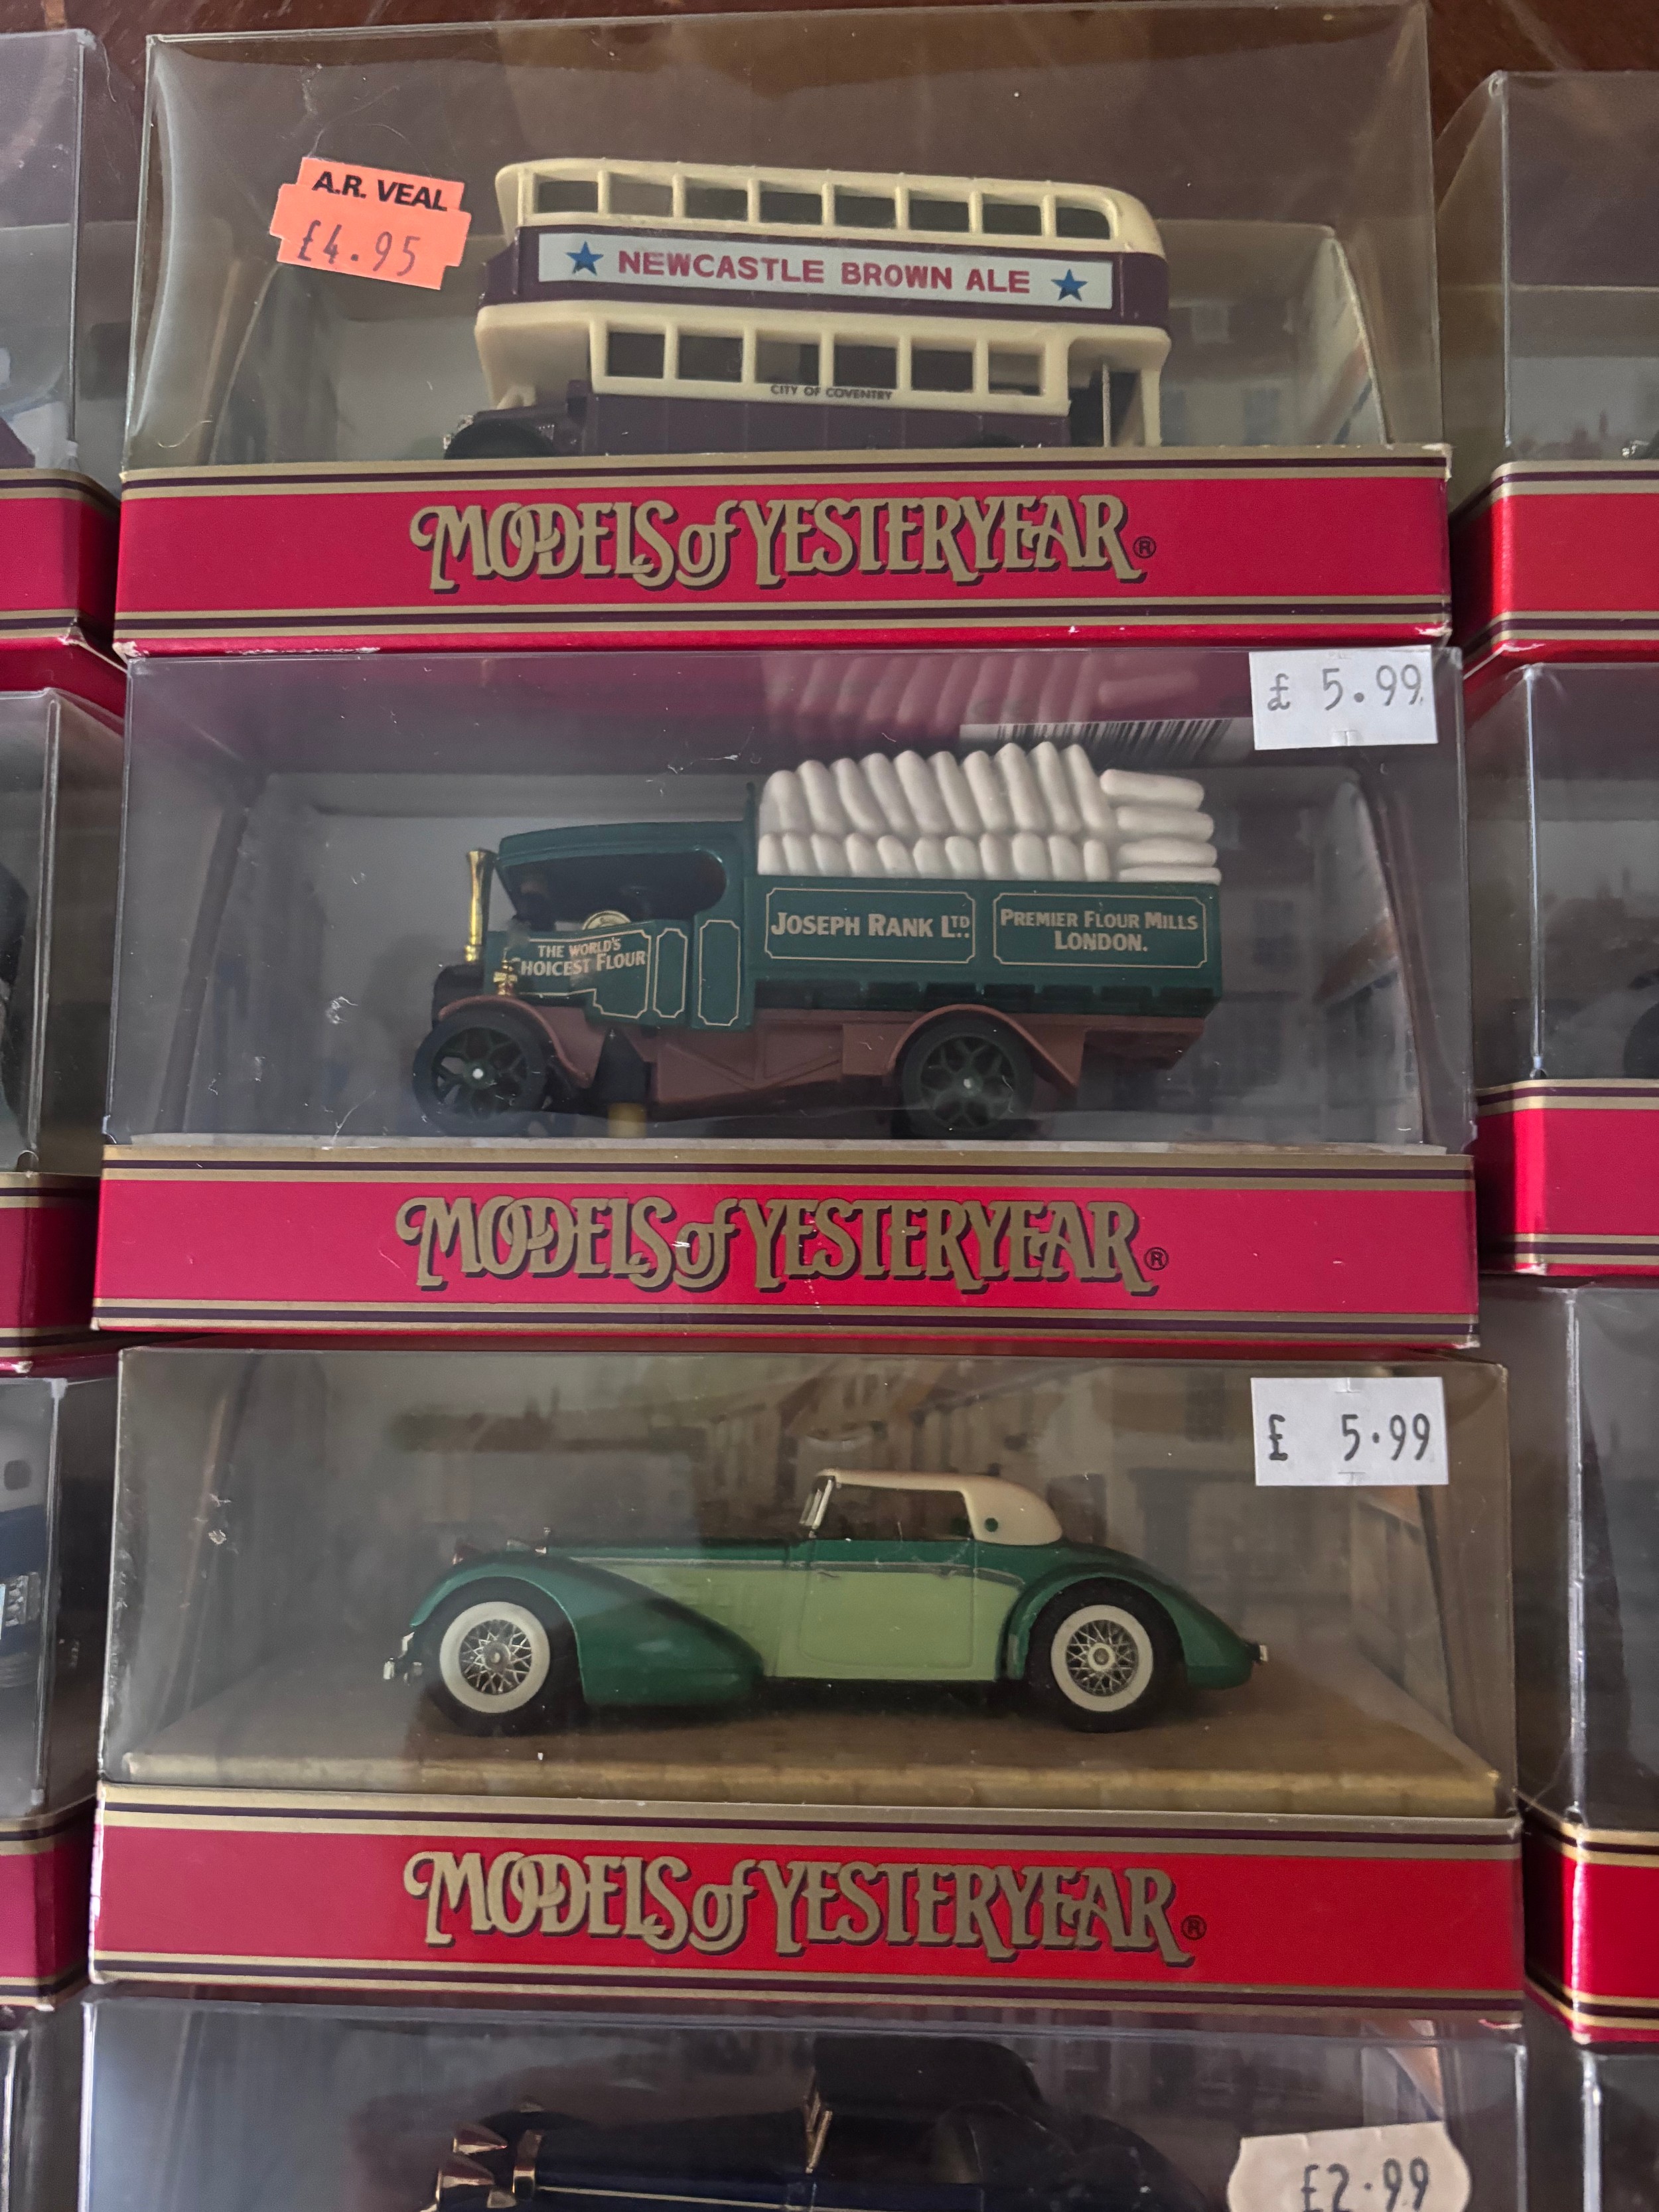 A.R. VEAL
£4.95
NEWCASTLE BROWN ALE
CITY OF COVENTRY
MODELS of YESTERYEAR®
£ 5.99
JOSEPH RANK LTD.
PREMIER FLOUR MILLS
LONDON.
THE WORLD'S
CHOICEST FLOUR
MODELS of YESTERYEAR®
£ 5.99
MODELS of YESTERYEAR®
£2.99